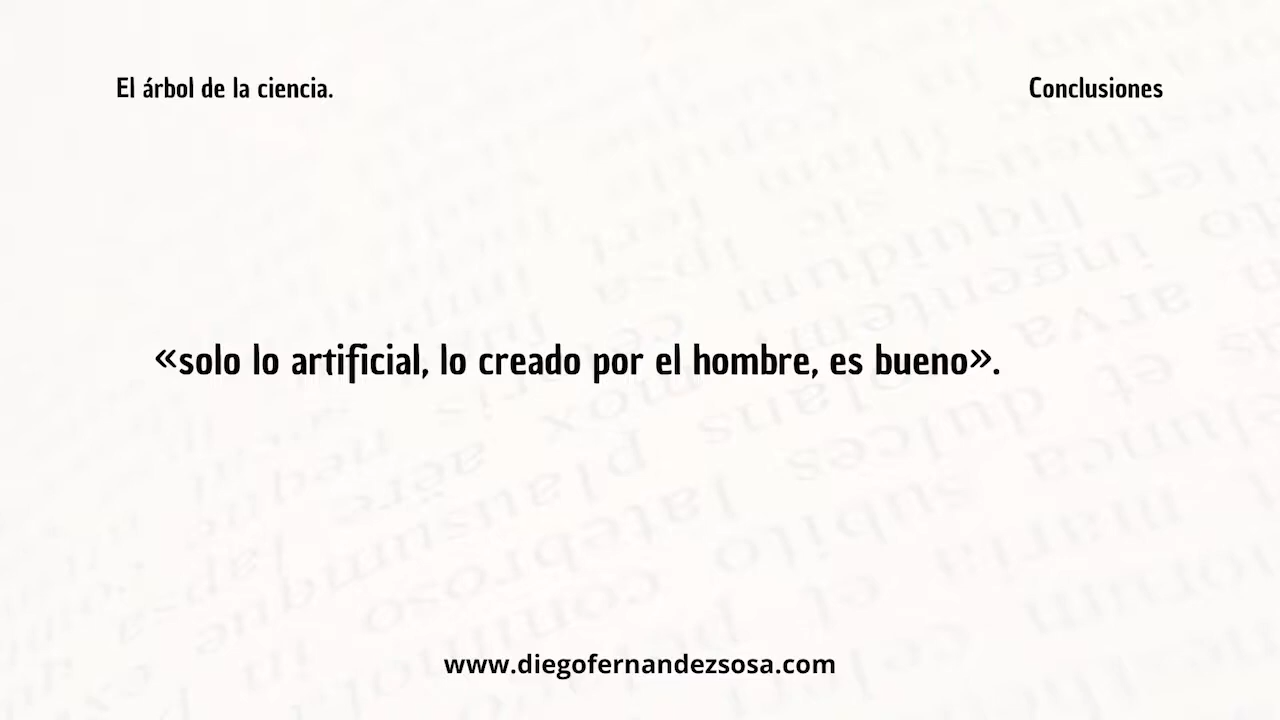 El árbol de la ciencia.
Conclusiones
«solo lo artificial, lo creado por el hombre, es bueno».
www.diegofernandezsosa.com